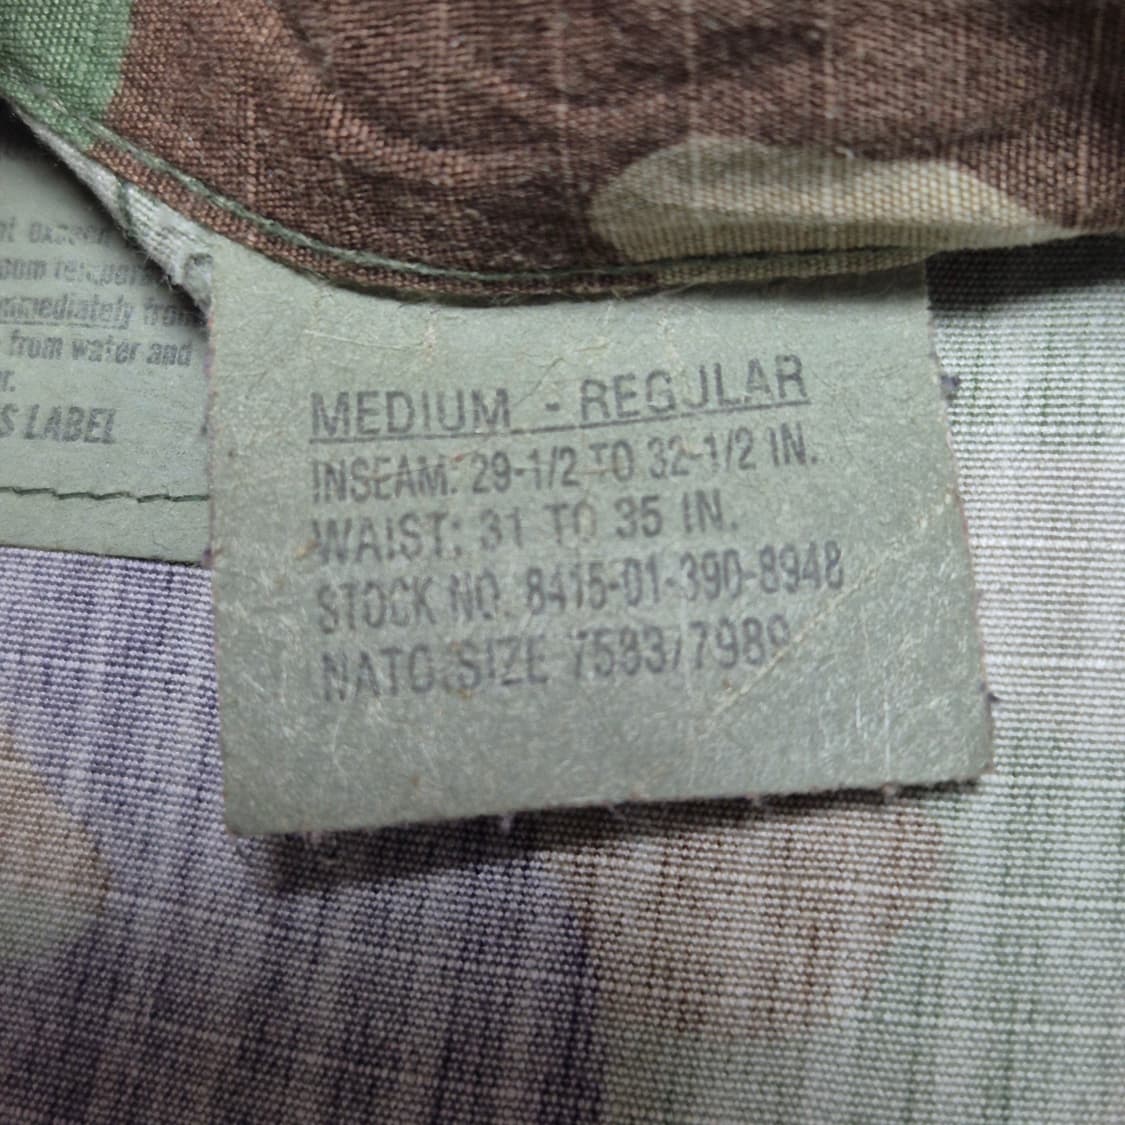 MEDIUM - REGULAR
INSEAM: 29-1/2 TO 32-1/2 IN.
WAIST: 31 TO 35 IN.
STOCK NO. 8415-01-390-8948
NATO SIZE 7583/7989
immediately from
from water and
LABEL